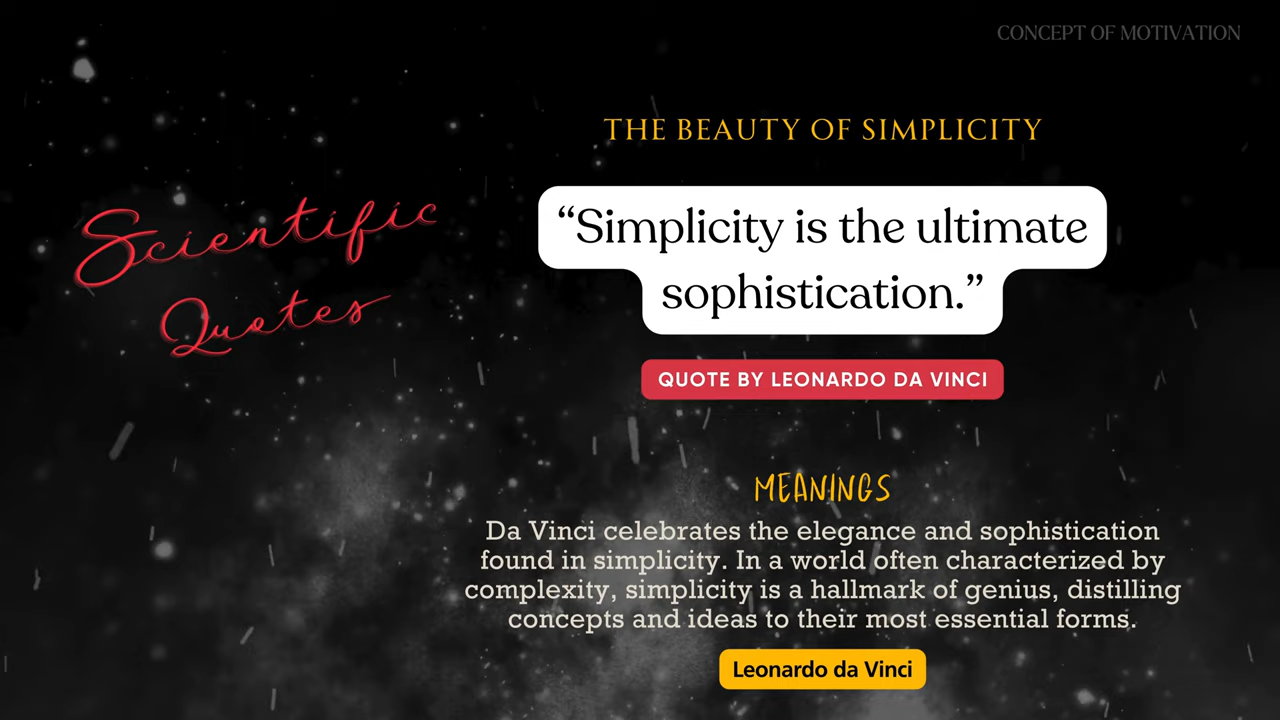 CONCEPT OF MOTIVATION
THE BEAUTY OF SIMPLICITY
Scientific
Quotes
“Simplicity is the ultimate
sophistication.”
QUOTE BY LEONARDO DA VINCI
MEANINGS
Da Vinci celebrates the elegance and sophistication
found in simplicity. In a world often characterized by
complexity, simplicity is a hallmark of genius, distilling
concepts and ideas to their most essential forms.
Leonardo da Vinci